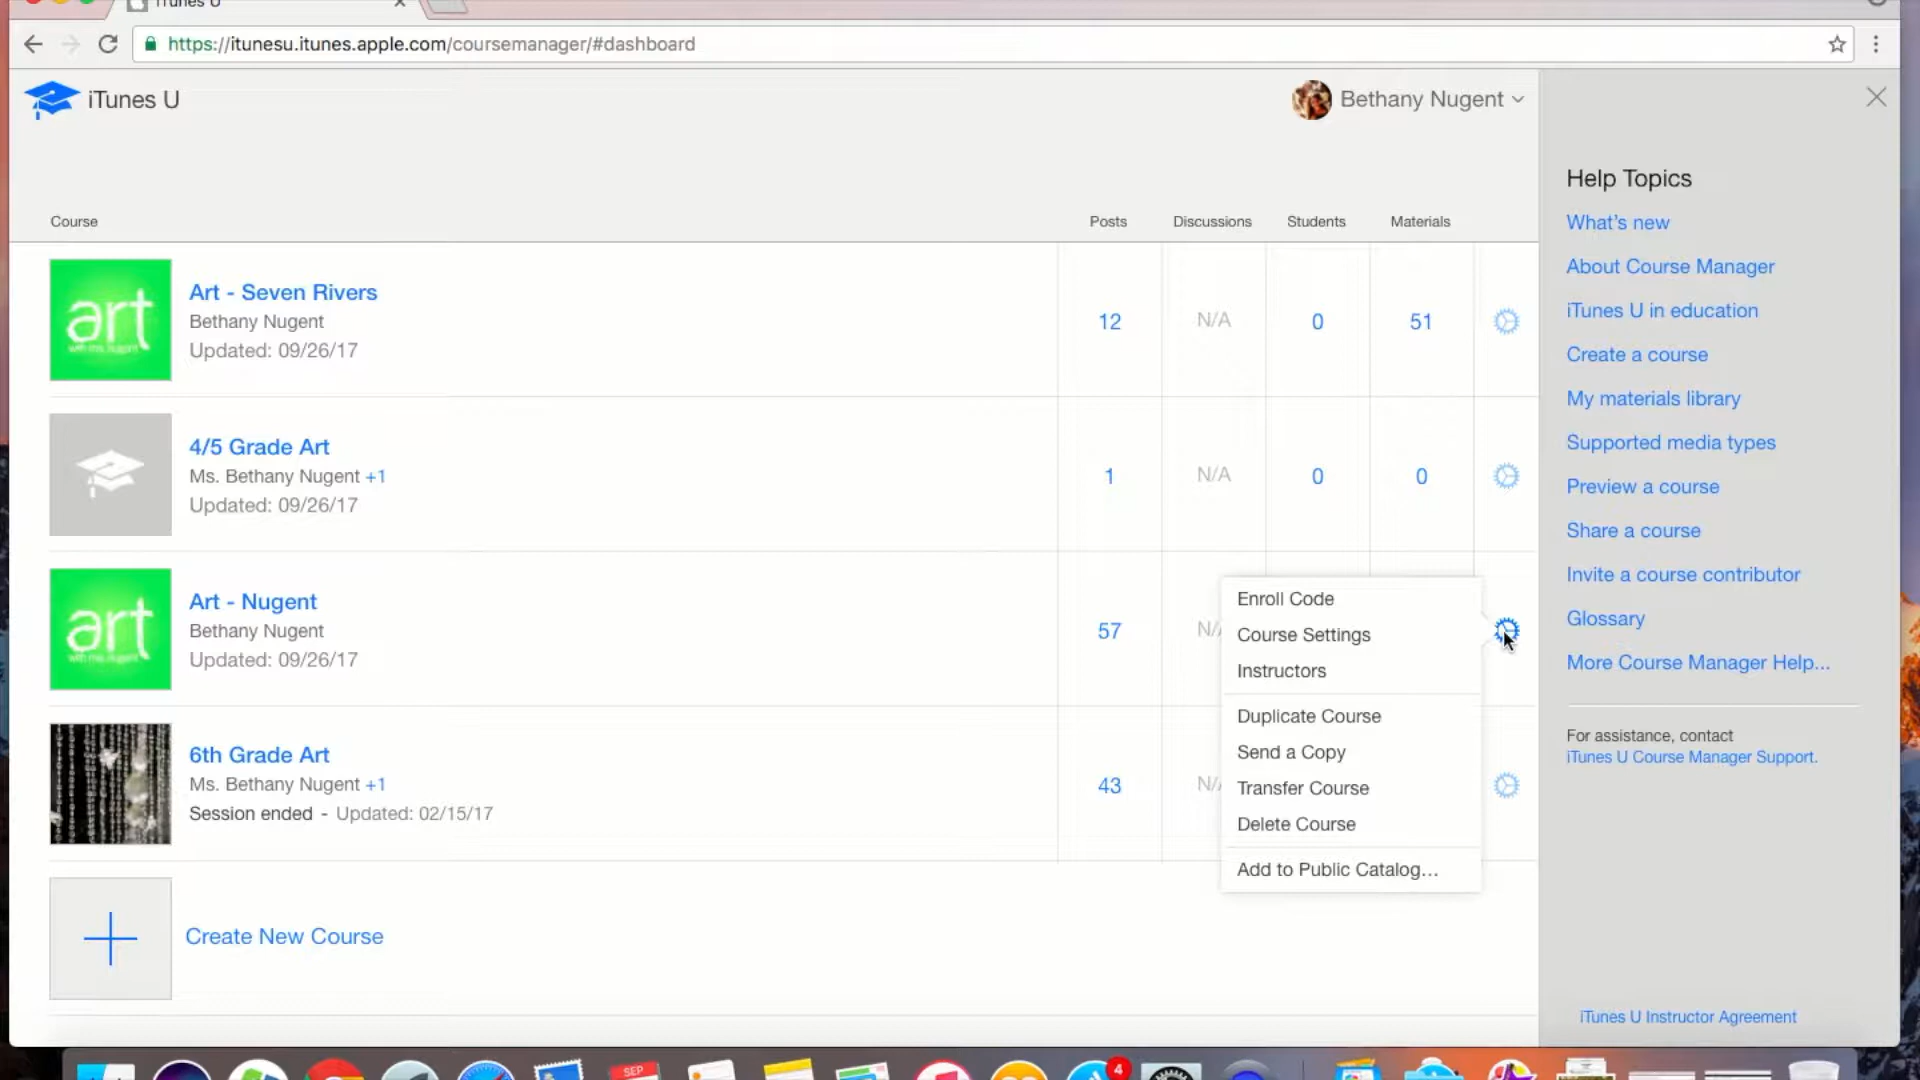 iTunes U
https://itunesu.itunes.apple.com/coursemanager/#dashboard
iTunes U
Bethany Nugent
Course
Posts
Discussions
Students
Materials
art
Art - Seven Rivers
Bethany Nugent
Updated: 09/26/17
12
N/A
0
51
4/5 Grade Art
Ms. Bethany Nugent +1
Updated: 09/26/17
1
N/A
0
0
art
Art - Nugent
Bethany Nugent
Updated: 09/26/17
57
N/A
6th Grade Art
Ms. Bethany Nugent +1
Session ended - Updated: 02/15/17
43
N/A
Enroll Code
Course Settings
Instructors
Duplicate Course
Send a Copy
Transfer Course
Delete Course
Add to Public Catalog...
Create New Course
Help Topics
What's new
About Course Manager
iTunes U in education
Create a course
My materials library
Supported media types
Preview a course
Share a course
Invite a course contributor
Glossary
More Course Manager Help...
For assistance, contact
iTunes U Course Manager Support.
iTunes U Instructor Agreement
SEP
4